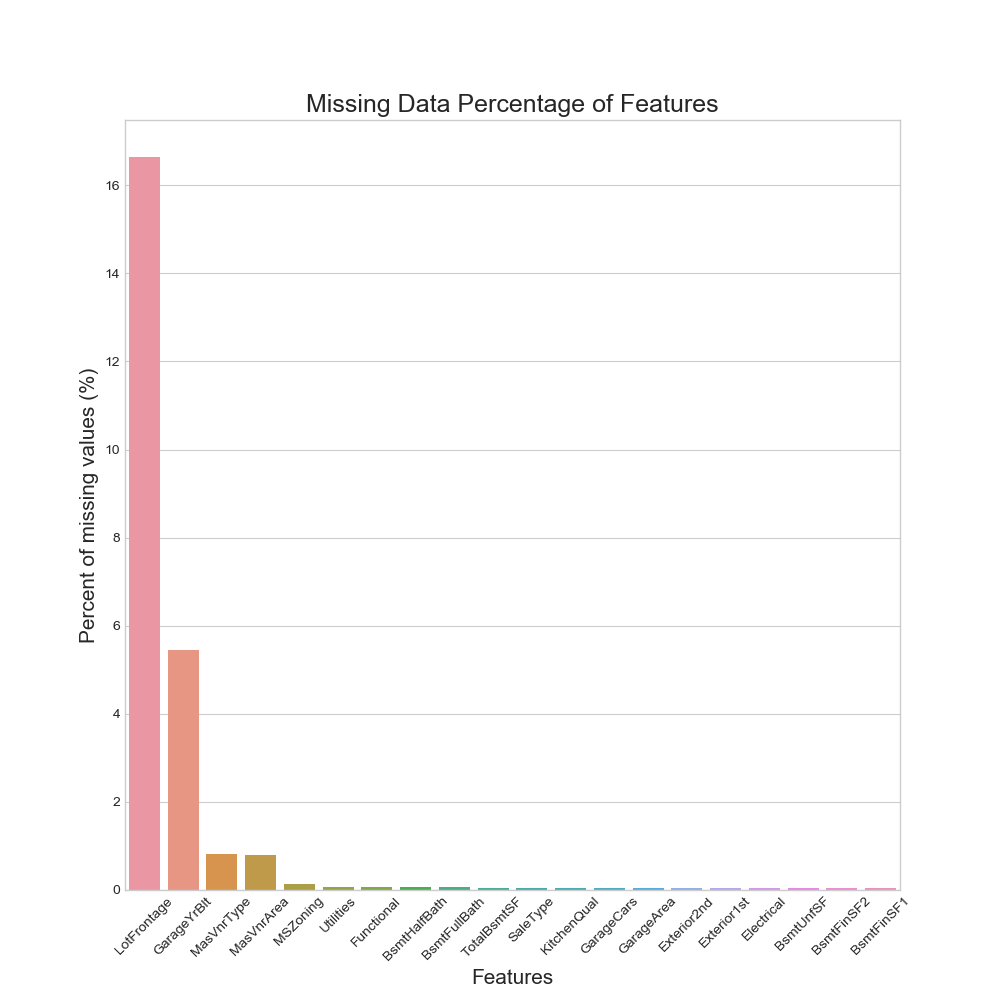 Missing Data Percentage of Features
Percent of missing values (%)
16
14
12
10
8
6
4
2
0
LotFrontage
GarageYrBlt
MasVnrType
MasVnrArea
MSZoning
Utilities
Functional
BsmtHalfBath
BsmtFullBath
TotalBsmtSF
SaleType
KitchenQual
GarageCars
GarageArea
Exterior2nd
Exterior1st
Electrical
BsmtUnfSF
BsmtFinSF2
BsmtFinSF1
Features